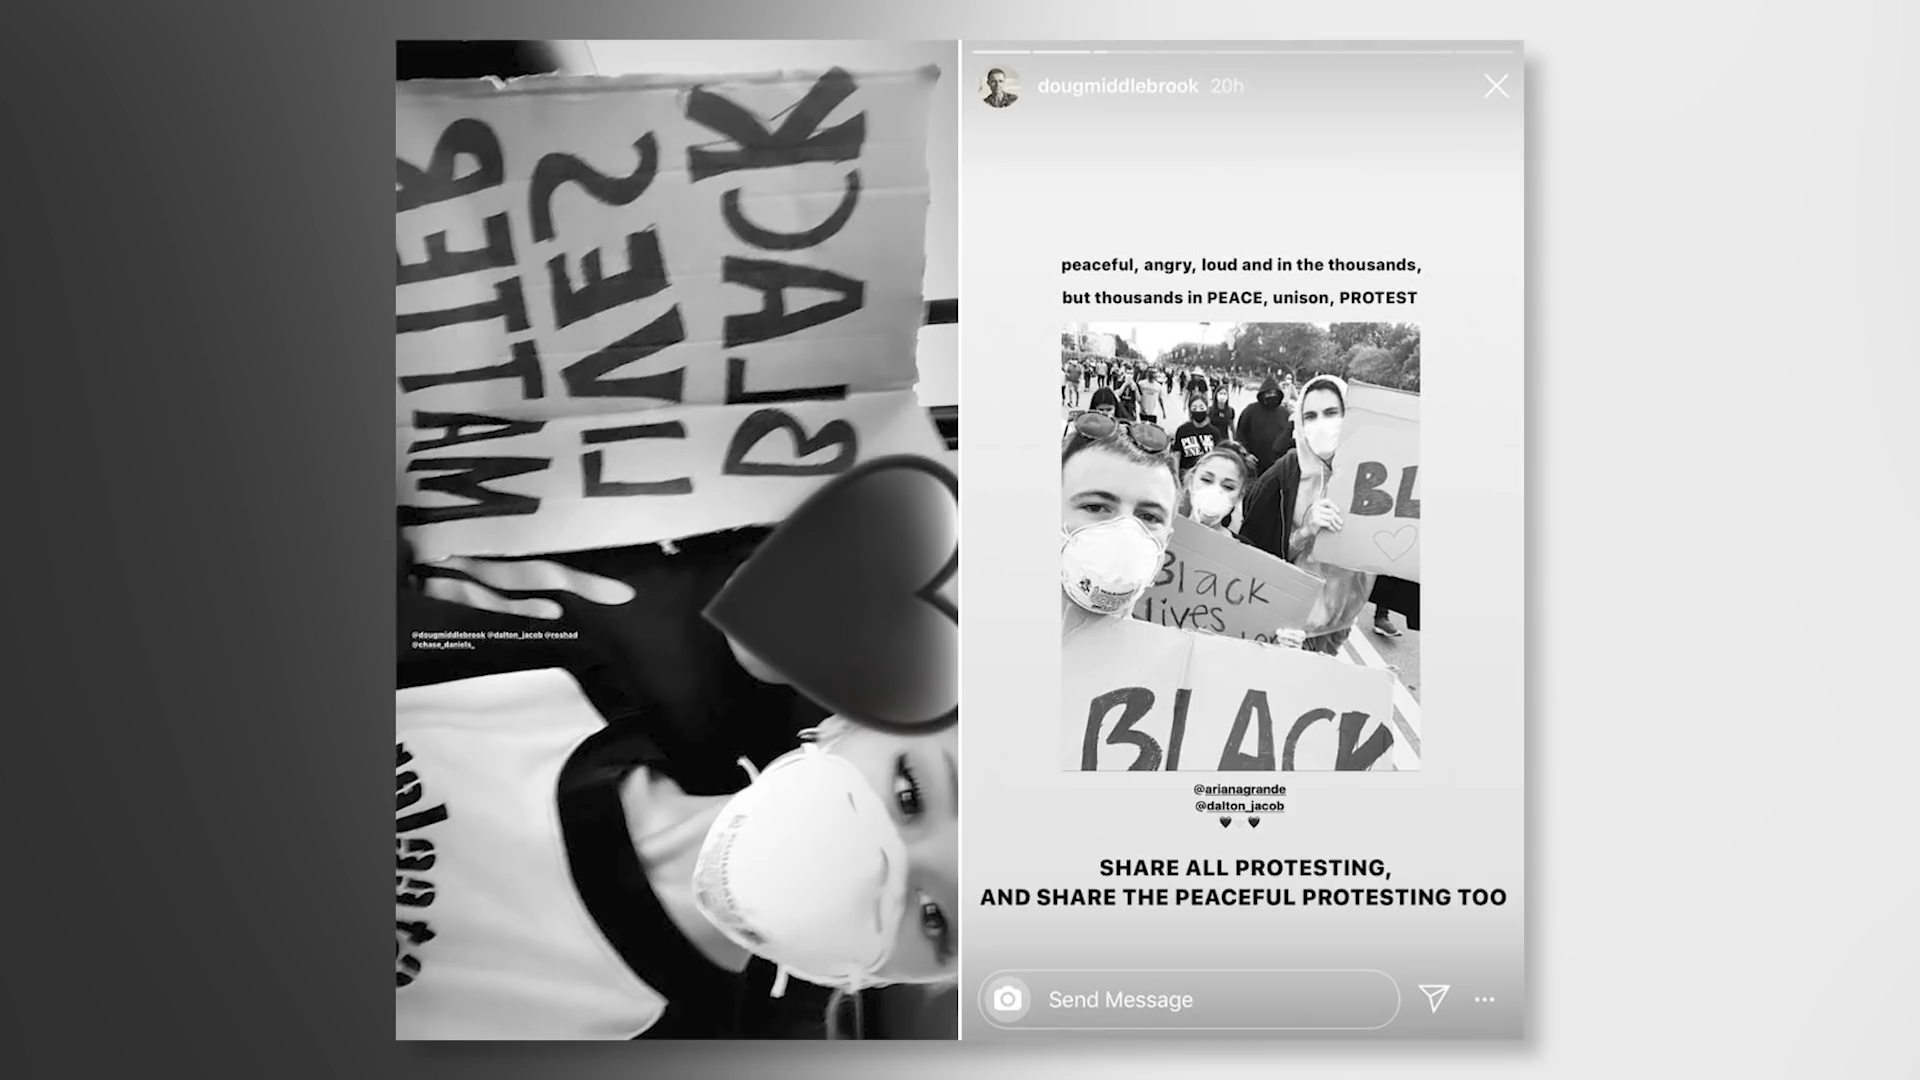 BLACK
LIVES
MATTER
@dougmiddlebrook @dalton_jacob @roshad
@chase_daniels_
dougmiddlebrook 20h
peaceful, angry, loud and in the thousands,
but thousands in PEACE, unison, PROTEST
BL
Black
lives
BLACK
@arianagrande
@dalton_jacob
SHARE ALL PROTESTING,
AND SHARE THE PEACEFUL PROTESTING TOO
Send Message